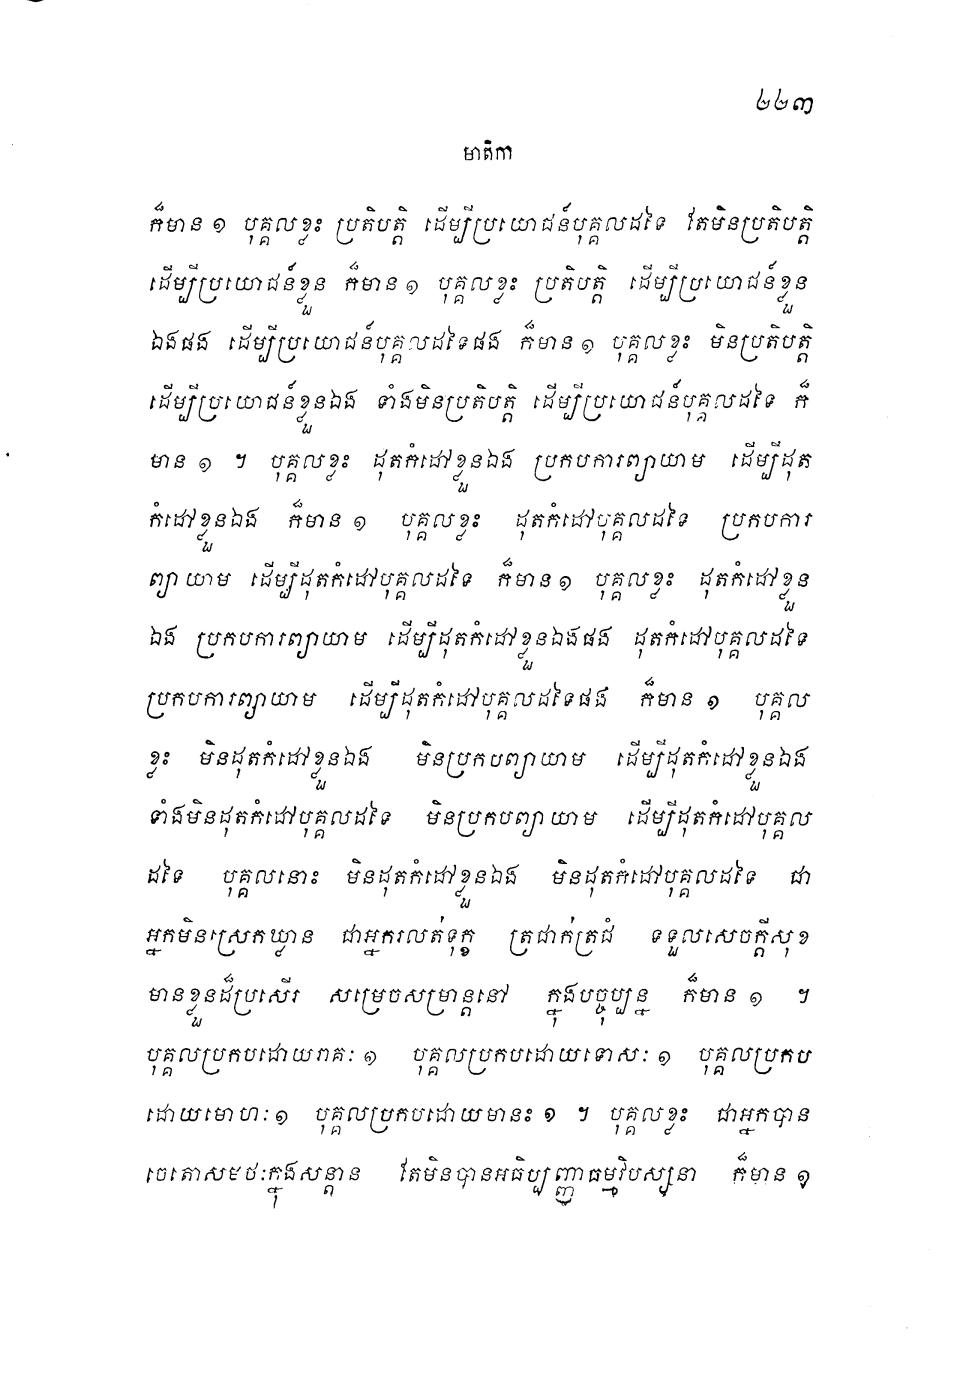 ២២៣
មាតិកា
ក៏មាន ១ បុគ្គលខ្លះ ប្រតិបត្តិ ដើម្បីប្រយោជន៍បុគ្គលដទៃ តែមិនប្រតិបត្តិ
ដើម្បីប្រយោជន៍ខ្លួន ក៏មាន ១ បុគ្គលខ្លះ ប្រតិបត្តិ ដើម្បីប្រយោជន៍ខ្លួន
ឯងផង ដើម្បីប្រយោជន៍បុគ្គលដទៃផង ក៏មាន ១ បុគ្គលខ្លះ មិនប្រតិបត្តិ
ដើម្បីប្រយោជន៍ខ្លួនឯង ទាំងមិនប្រតិបត្តិ ដើម្បីប្រយោជន៍បុគ្គលដទៃ ក៏
មាន ១ ។ បុគ្គលខ្លះ ដុតកំដៅខ្លួនឯង ប្រកបការព្យាយាម ដើម្បីដុត
កំដៅខ្លួនឯង ក៏មាន ១ បុគ្គលខ្លះ ដុតកំដៅបុគ្គលដទៃ ប្រកបការ
ព្យាយាម ដើម្បីដុតកំដៅបុគ្គលដទៃ ក៏មាន ១ បុគ្គលខ្លះ ដុតកំដៅខ្លួន
ឯង ប្រកបការព្យាយាម ដើម្បីដុតកំដៅខ្លួនឯងផង ដុតកំដៅបុគ្គលដទៃ
ប្រកបការព្យាយាម ដើម្បីដុតកំដៅបុគ្គលដទៃផង ក៏មាន ១ បុគ្គល
ខ្លះ មិនដុតកំដៅខ្លួនឯង មិនប្រកបព្យាយាម ដើម្បីដុតកំដៅខ្លួនឯង
ទាំងមិនដុតកំដៅបុគ្គលដទៃ មិនប្រកបព្យាយាម ដើម្បីដុតកំដៅបុគ្គល
ដទៃ បុគ្គលនោះ មិនដុតកំដៅខ្លួនឯង មិនដុតកំដៅបុគ្គលដទៃ ជា
អ្នកមិនស្រេកឃ្លាន ជាអ្នករលត់ទុក្ខ ត្រជាក់ត្រជំ ទទួលសេចក្តីសុខ
មានខ្លួនដ៏ប្រសើរ សម្រេចសម្រាន្តនៅ ក្នុងបច្ចុប្បន្ន ក៏មាន ១ ។
បុគ្គលប្រកបដោយរាគៈ ១ បុគ្គលប្រកបដោយទោសៈ ១ បុគ្គលប្រកប
ដោយមោហៈ ១ បុគ្គលប្រកបដោយមានះ ១ ។ បុគ្គលខ្លះ ជាអ្នកបាន
ចេតោសមថៈក្នុងសន្តាន តែមិនបានអធិប្បញ្ញាធម្មវិបស្សនា ក៏មាន ១